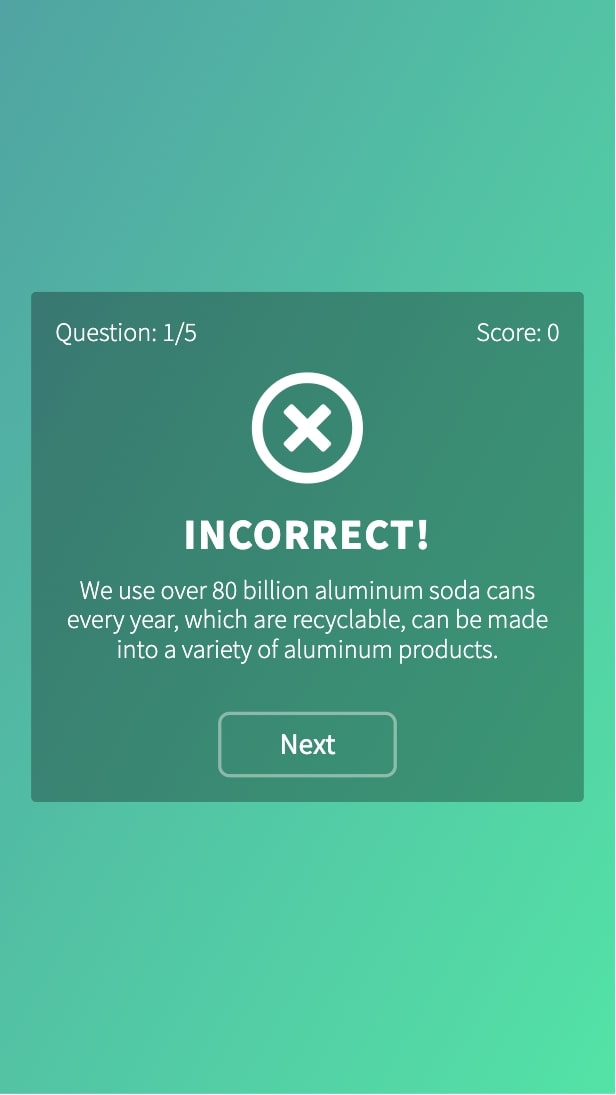 Question: 1/5
Score: 0
INCORRECT!
We use over 80 billion aluminum soda cans
every year, which are recyclable, can be made
into a variety of aluminum products.
Next